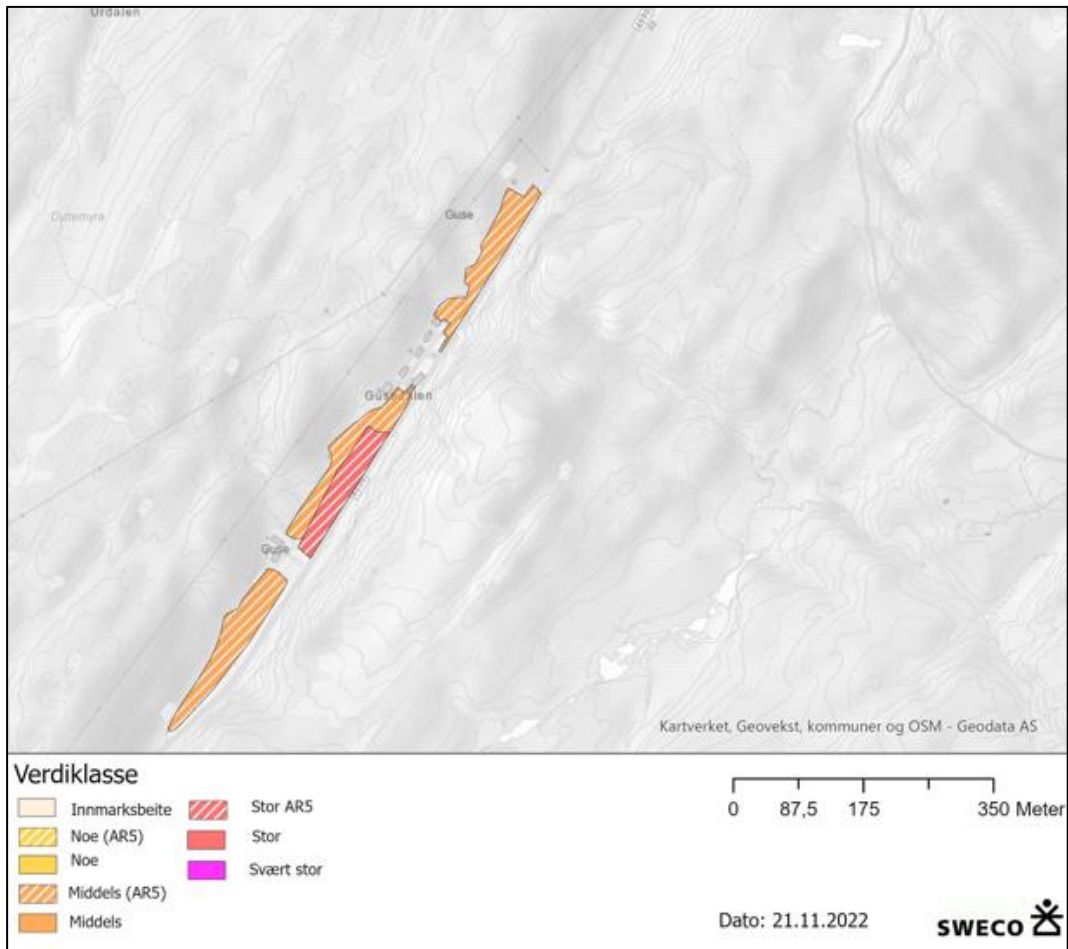 Urdalen
Guse
Gusedalen
Guse
Kartverket, Geovekst, kommuner og OSM - Geodata AS
Verdiklasse
Innmarksbeite
Noe (AR5)
Noe
Middels (AR5)
Middels
Stor AR5
Stor
Svært stor
0 87,5 175 350 Meter
Dato: 21.11.2022
SWECO